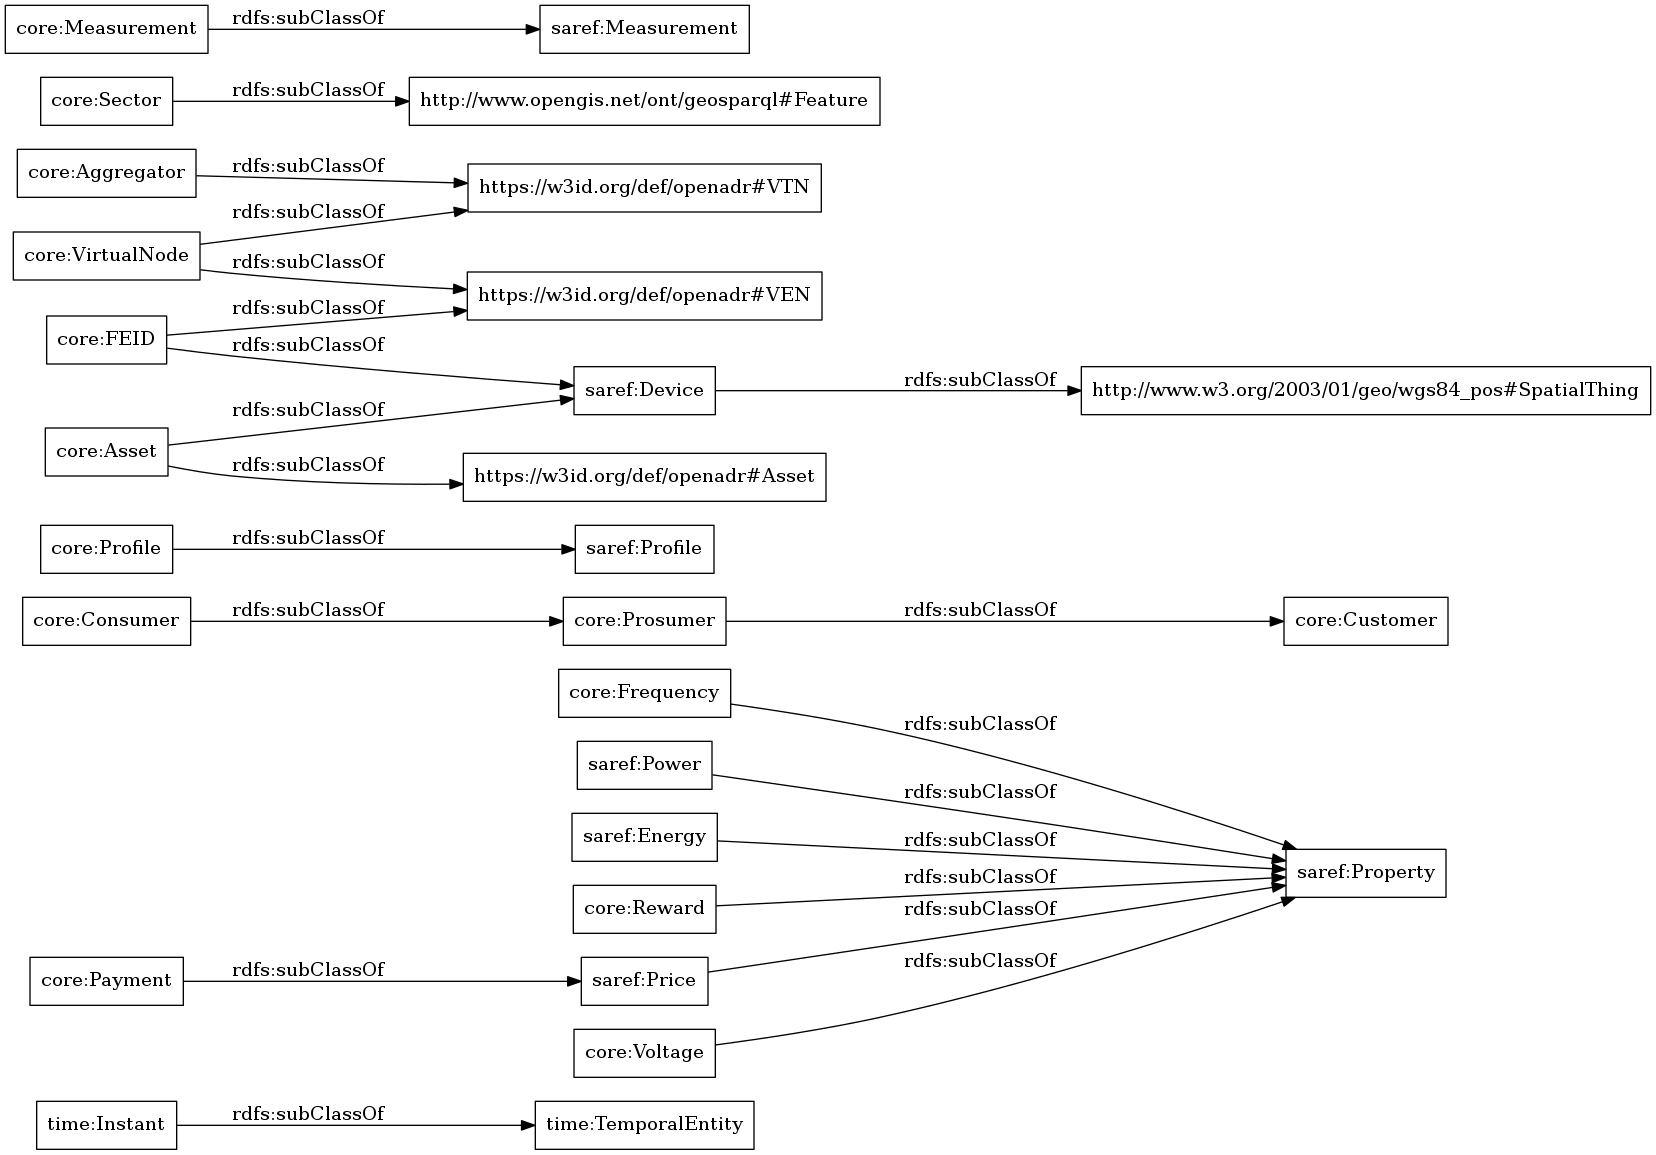 core:Measurement
rdfs:subClassOf
saref:Measurement
core:Sector
rdfs:subClassOf
http://www.opengis.net/ont/geosparql#Feature
core:Aggregator
rdfs:subClassOf
https://w3id.org/def/openadr#VTN
rdfs:subClassOf
core:VirtualNode
rdfs:subClassOf
https://w3id.org/def/openadr#VEN
rdfs:subClassOf
core:FEID
rdfs:subClassOf
saref:Device
rdfs:subClassOf
http://www.w3.org/2003/01/geo/wgs84_pos#SpatialThing
rdfs:subClassOf
core:Asset
rdfs:subClassOf
https://w3id.org/def/openadr#Asset
core:Profile
rdfs:subClassOf
saref:Profile
core:Consumer
rdfs:subClassOf
core:Prosumer
rdfs:subClassOf
core:Customer
core:Frequency
rdfs:subClassOf
saref:Power
rdfs:subClassOf
saref:Energy
rdfs:subClassOf
saref:Property
rdfs:subClassOf
core:Reward
rdfs:subClassOf
core:Payment
rdfs:subClassOf
saref:Price
rdfs:subClassOf
core:Voltage
time:Instant
rdfs:subClassOf
time:TemporalEntity